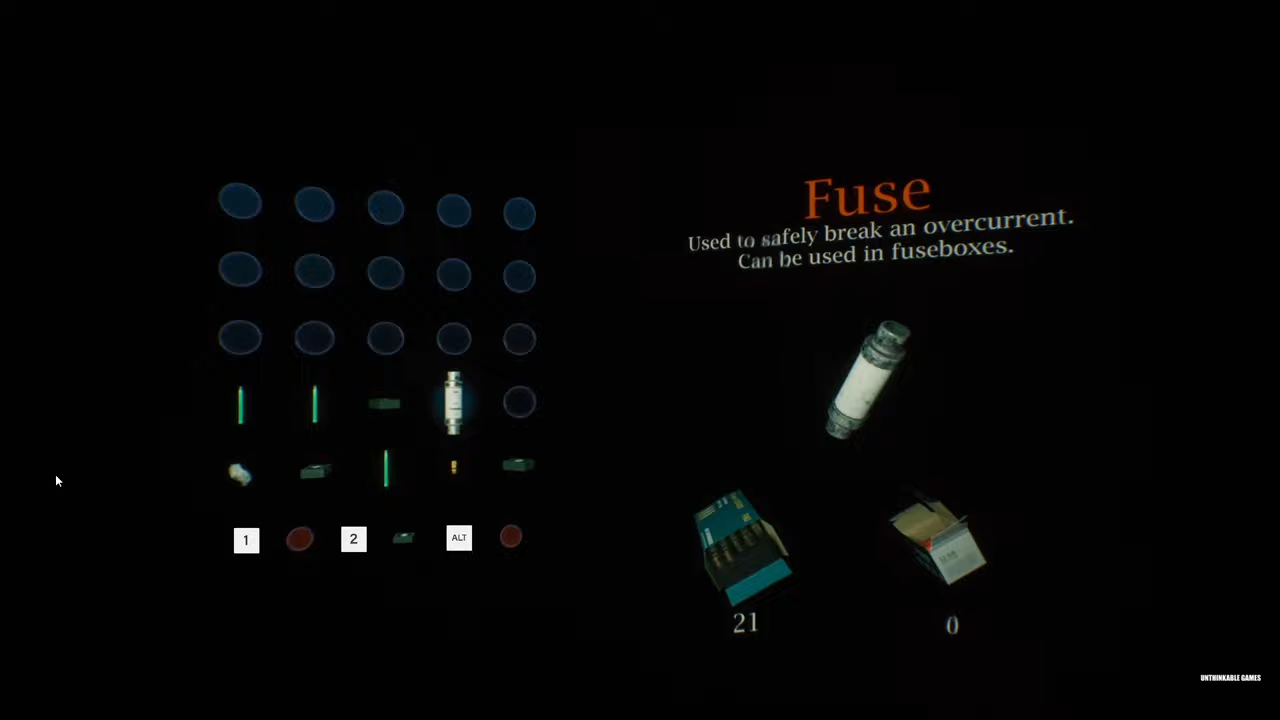 Fuse
Used to safely break an overcurrent.
Can be used in fuseboxes.
1
2
ALT
21
0
UNTHINKABLE GAMES